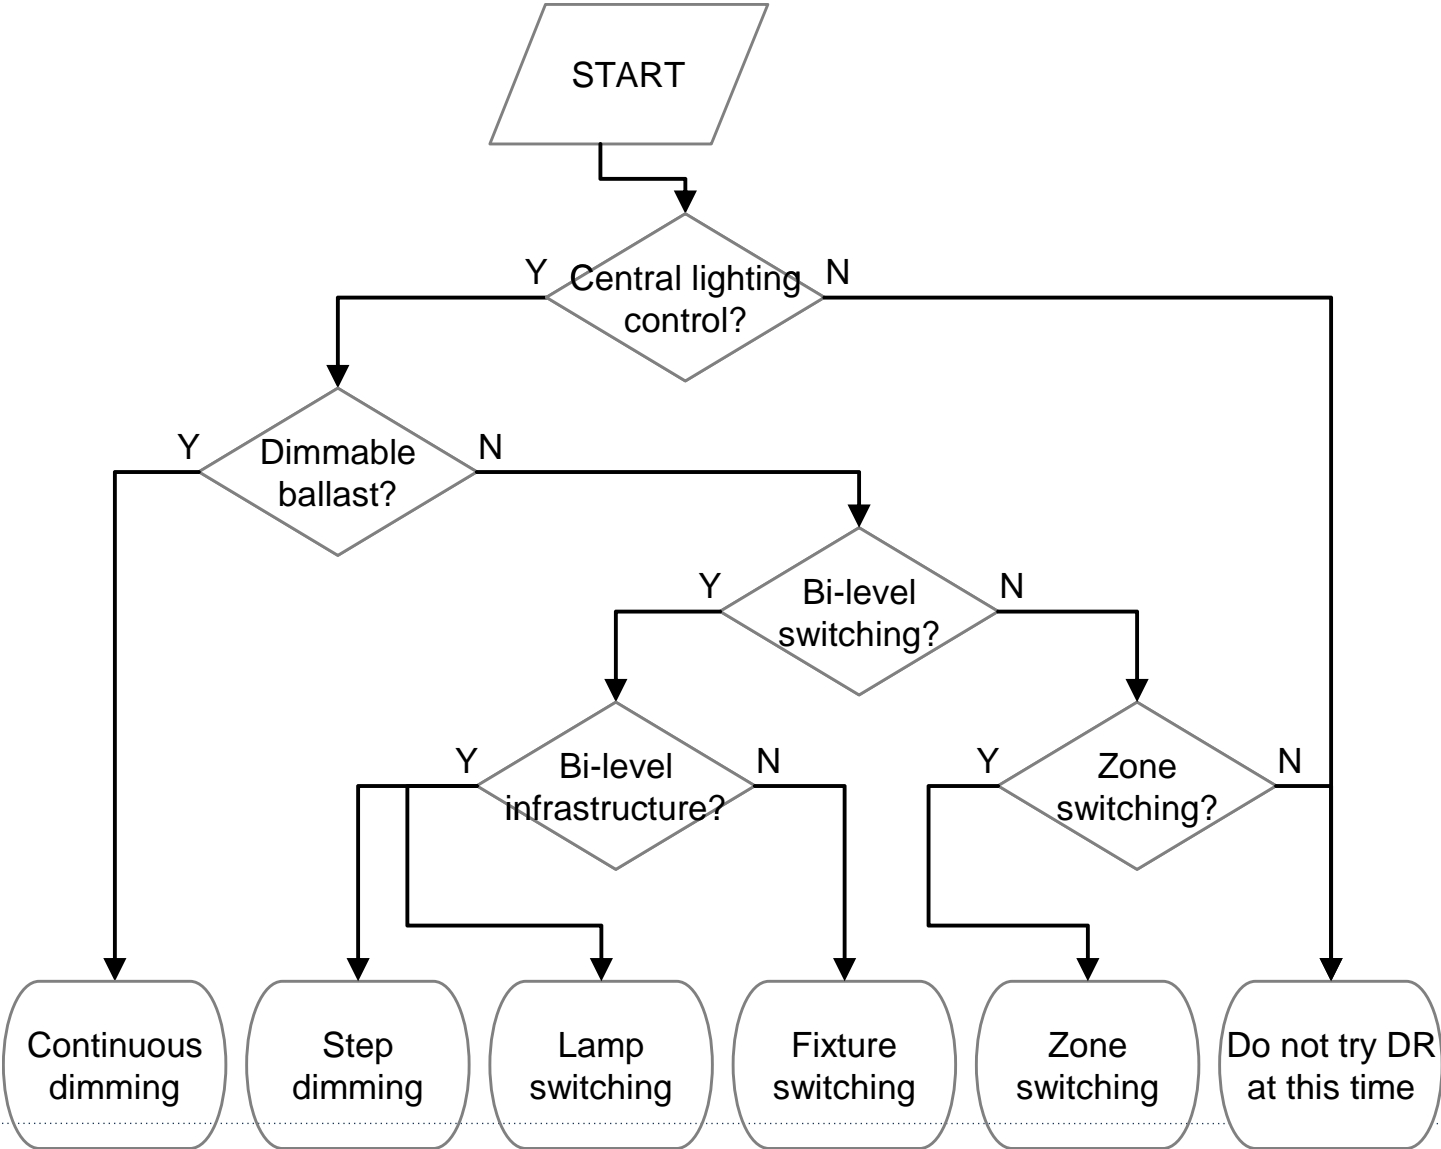 START
Y
Central lighting
control?
N
Y
Dimmable
ballast?
N
Y
Bi-level
switching?
N
Y
Bi-level
infrastructure?
N
Y
Zone
switching?
N
Continuous
dimming
Step
dimming
Lamp
switching
Fixture
switching
Zone
switching
Do not try DR
at this time